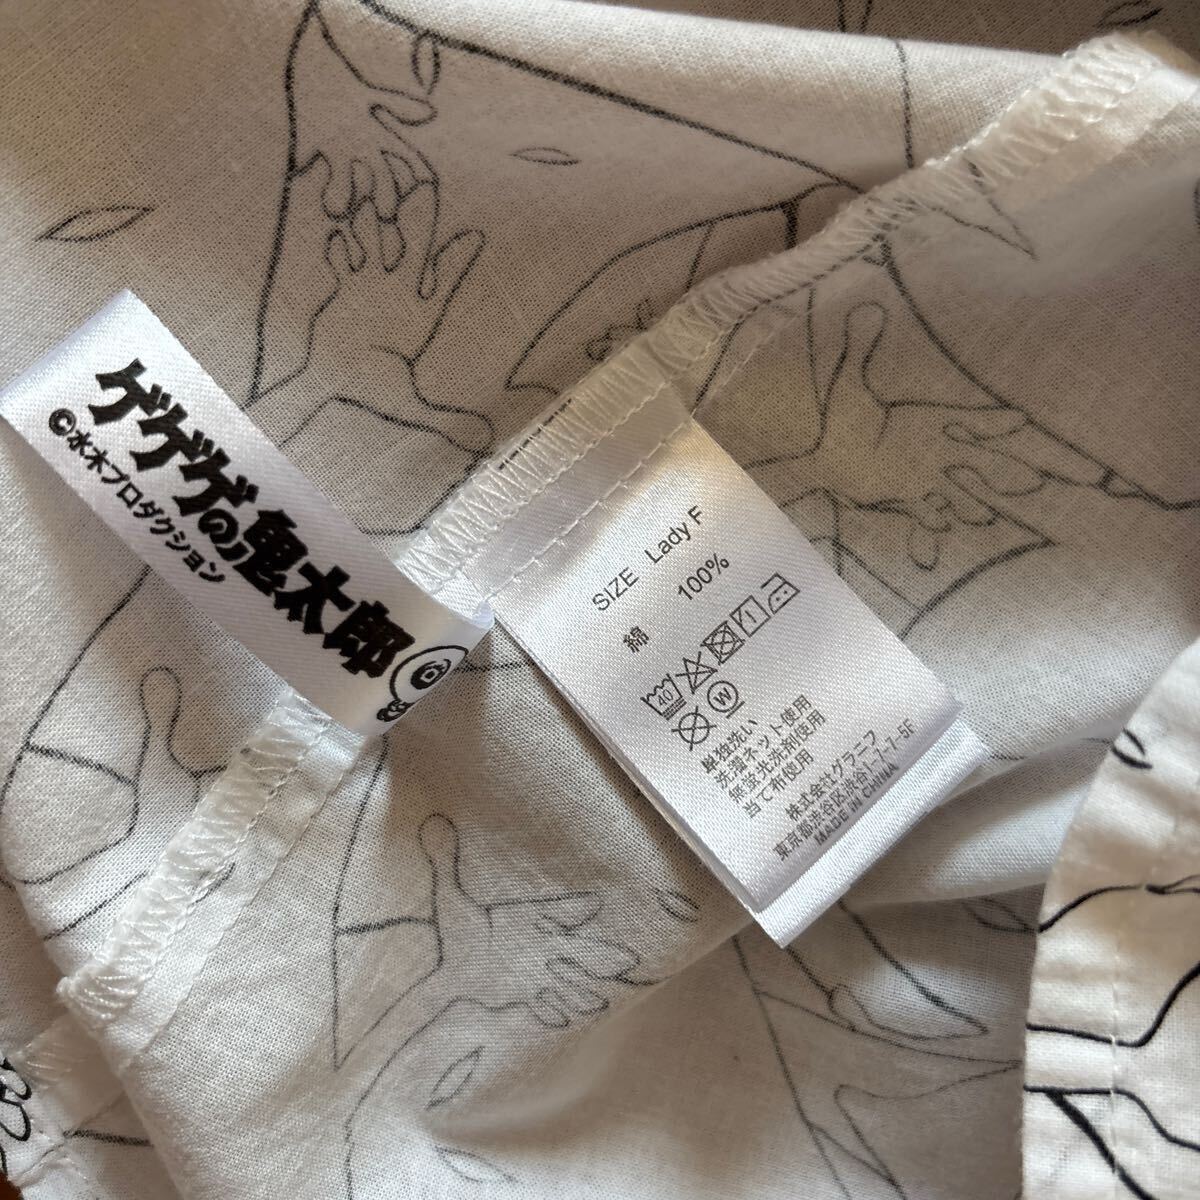 ゲゲゲの鬼太郎
©水木プロダクション
SIZE Lady F
綿 100%
40
W
単独洗い
洗濯ネット使用
無蛍光洗剤使用
当て布使用
株式会社グラニフ
東京都渋谷区渋谷1-7-5F
MADE IN CHINA